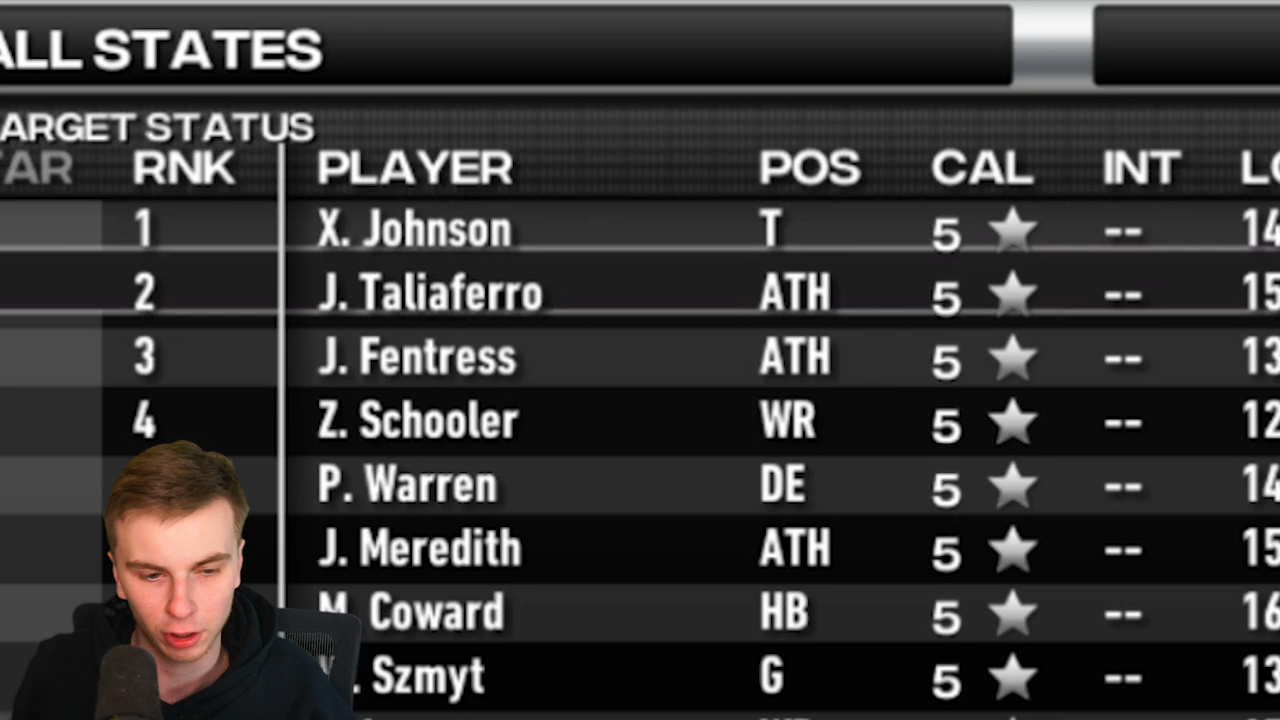 ALL STATES
ARGET STATUS
TAR RNK PLAYER POS CAL INT LO
1 X. Johnson T 5 -- 14
2 J. Taliaferro ATH 5 -- 15
3 J. Fentress ATH 5 -- 13
4 Z. Schooler WR 5 -- 12
P. Warren DE 5 -- 14
J. Meredith ATH 5 -- 15
M. Coward HB 5 -- 16
. Szmyt G 5 -- 13